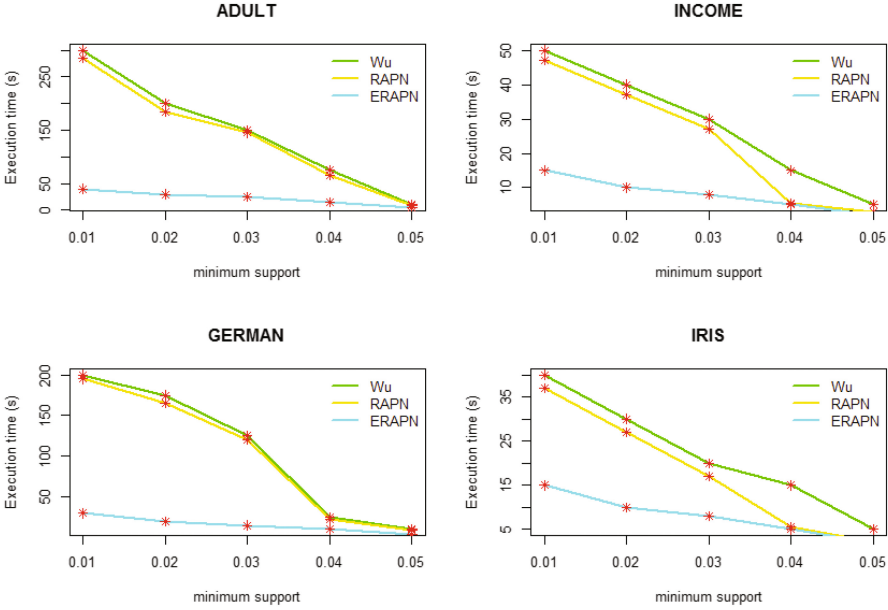 ADULT
Execution time (s)
250
150
50
0
Wu
RAPN
ERAPN
0.01 0.02 0.03 0.04 0.05
minimum support
INCOME
Execution time (s)
50
40
30
20
10
Wu
RAPN
ERAPN
0.01 0.02 0.03 0.04 0.05
minimum support
GERMAN
Execution time (s)
200
150
100
50
Wu
RAPN
ERAPN
0.01 0.02 0.03 0.04 0.05
minimum support
IRIS
Execution time (s)
35
25
15
5
Wu
RAPN
ERAPN
0.01 0.02 0.03 0.04 0.05
minimum support